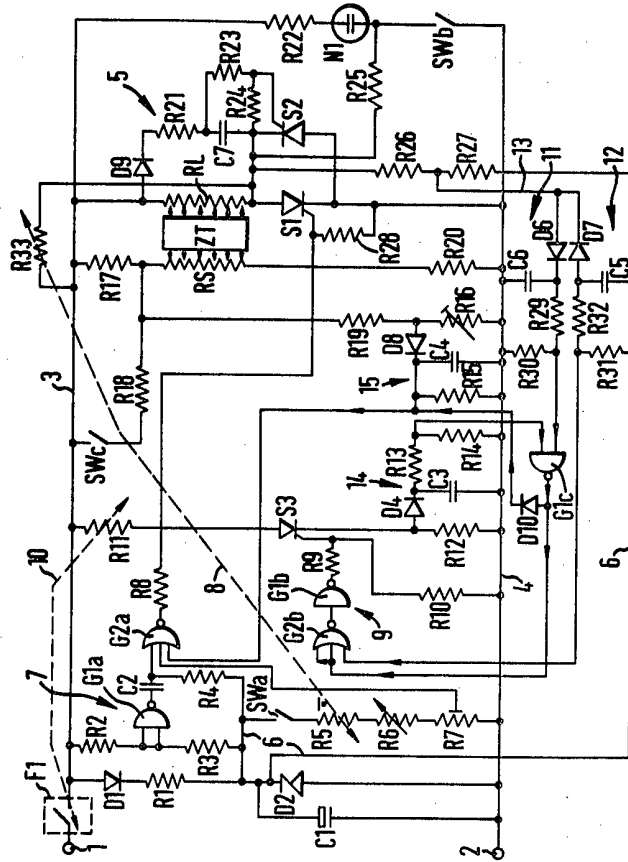 R33
3
SWc
R17
R18
ZT
RS
RL
D9
R21
5
R23
R24
C7
S2
S1
R28
R22
N1
R25
SWb
R26
R27
13
11
12
D6
D7
C6
C5
R29
R32
R30
R31
R20
R19
R16
D8
C4
R15
15
10
R11
8
S3
14
D4
R13
R14
C3
R12
G1c
D10
4
6
R8
G2a
R9
G1b
G2b
9
R10
F1
7
G1a
C2
R2
R3
R4
D1
R1
6
SWa
R5
R6
R7
D2
C1
1
2